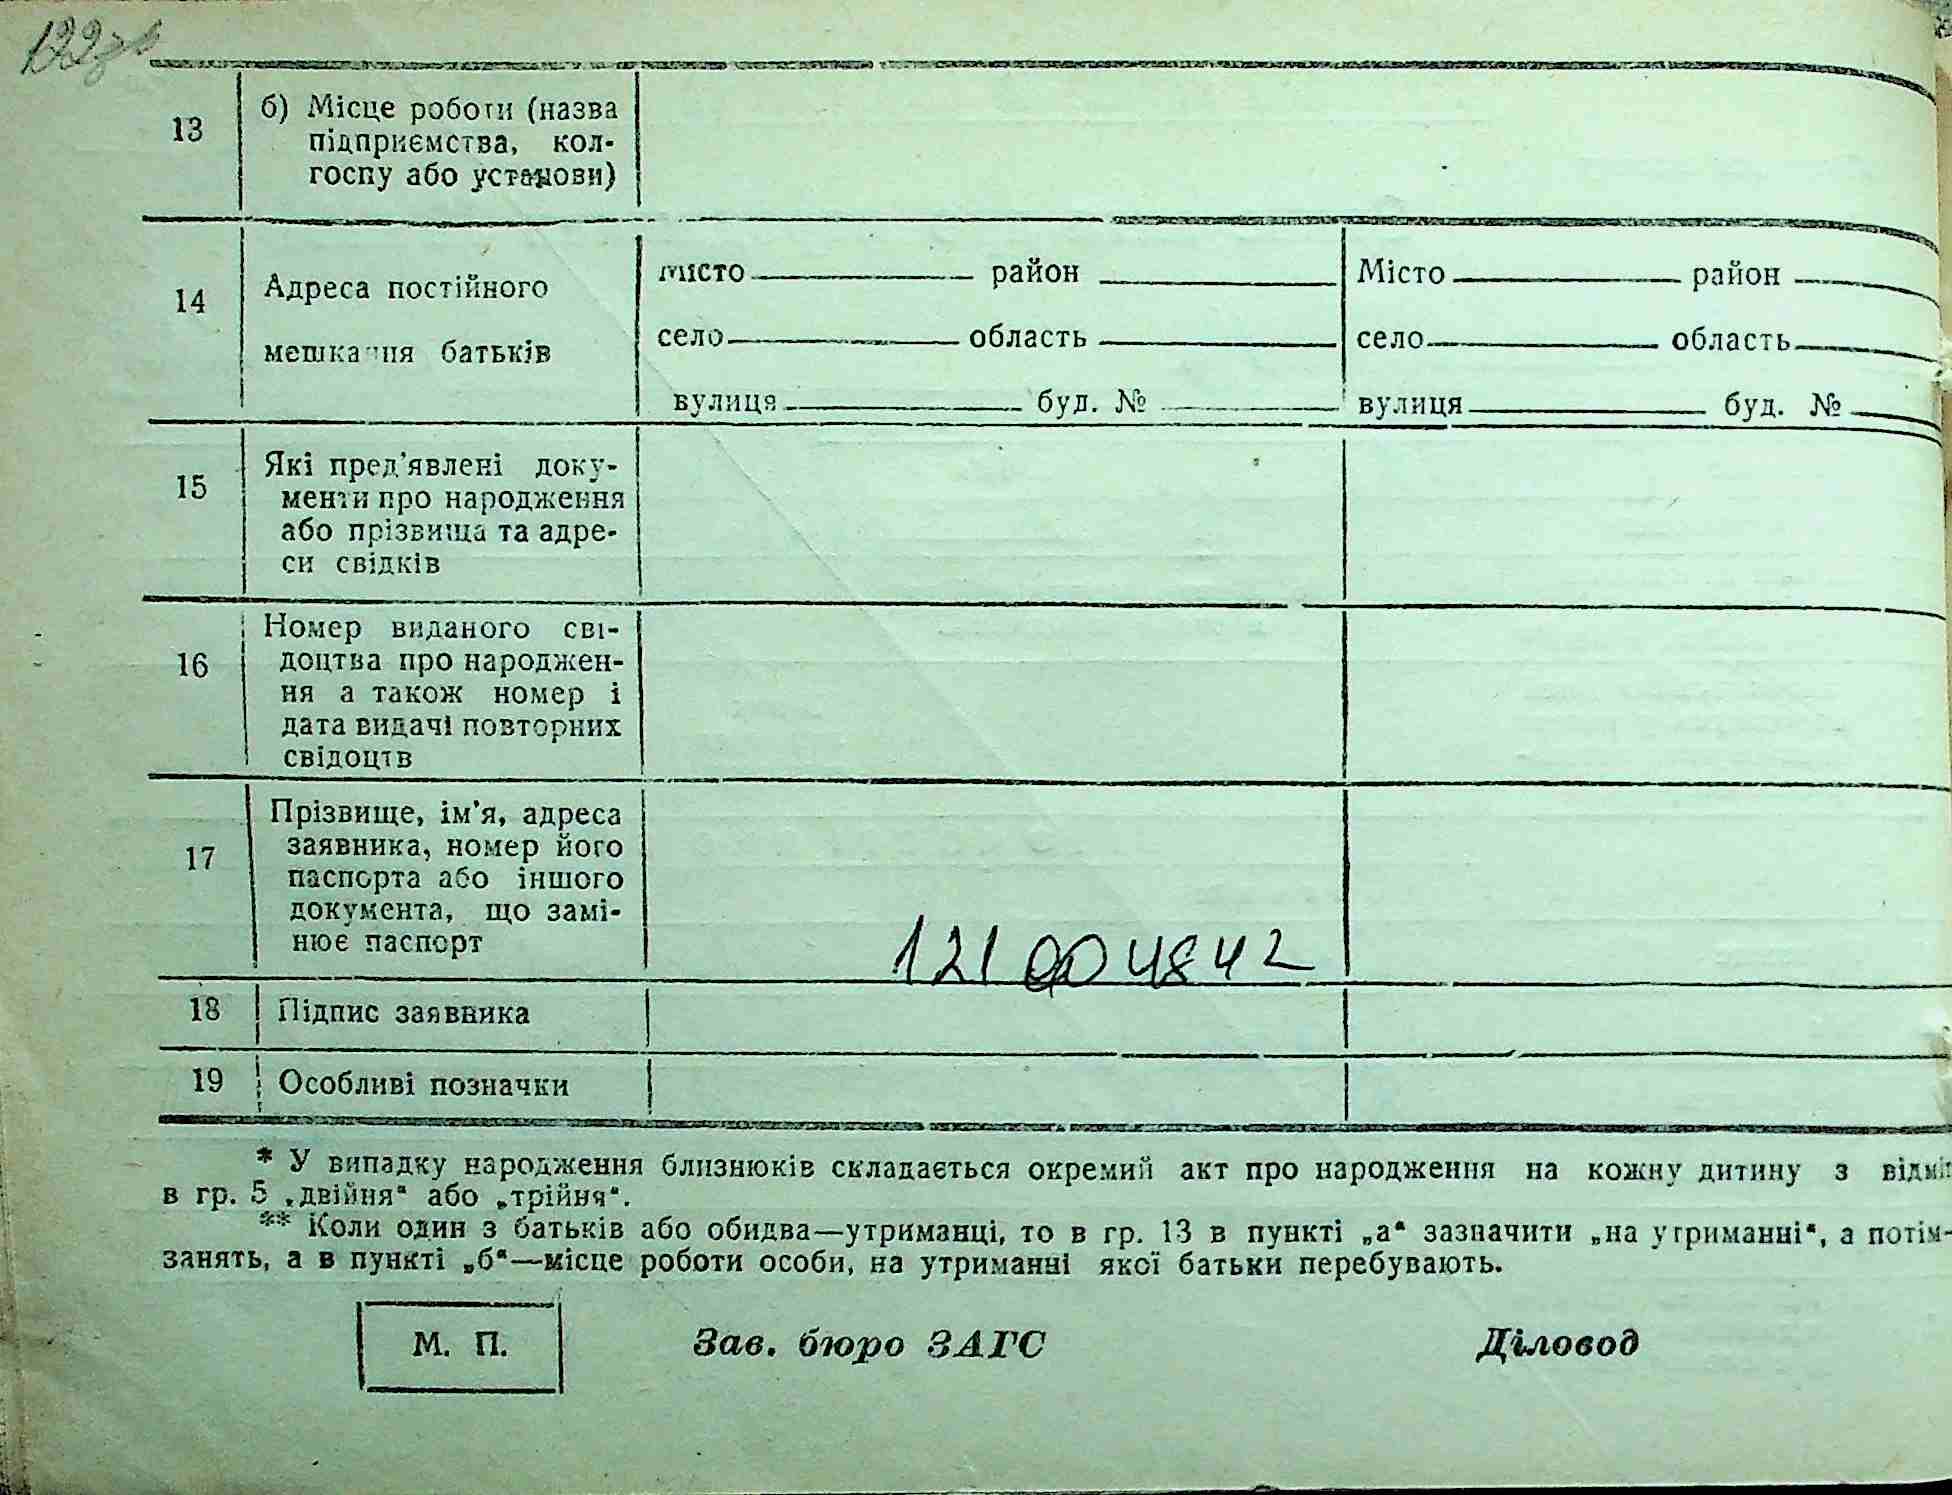 122зв
13
б) Місце роботи (назва
підприємства, кол-
госпу або установи)
14
Адреса постійного
мешкання батьків
Місто район
село область
вулиця буд. №
Місто район
село область
вулиця буд. №
15
Які пред'явлені доку-
менти про народження
або прізвища та адре-
си свідків
16
Номер виданого сві-
доцтва про народжен-
ня а також номер і
дата видачі повторних
свідоцтв
17
Прізвище, ім'я, адреса
заявника, номер його
паспорта або іншого
документа, що замі-
нює паспорт
121 004842
18
Підпис заявника
19
Особливі позначки
* У випадку народження близнюків складається окремий акт про народження на кожну дитину з відміт
в гр. 5 „двійня“ або „трійня“.
** Коли один з батьків або обидва—утриманці, то в гр. 13 в пункті „а“ зазначити „на утриманні“, а потім-
занять, а в пункті „б“—місце роботи особи, на утриманні якої батьки перебувають.
М. П.
Зав. бюро ЗАГС
Діловод